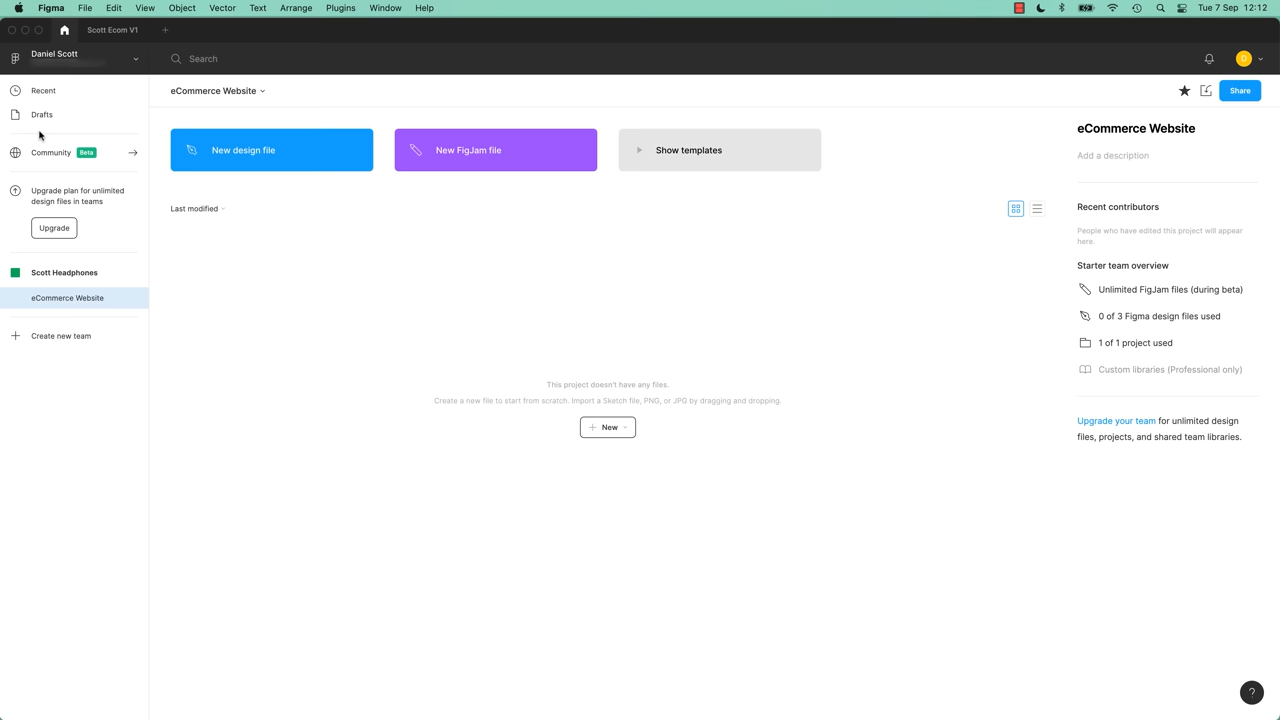 Figma File Edit View Object Vector Text Arrange Plugins Window Help Tue 7 Sep 12:12
Scott Ecom V1
Daniel Scott
Search
D
Recent
Drafts
Community Beta
Upgrade plan for unlimited
design files in teams
Upgrade
Scott Headphones
eCommerce Website
Create new team
eCommerce Website
Share
New design file
New FigJam file
Show templates
Last modified
This project doesn't have any files.
Create a new file to start from scratch. Import a Sketch file, PNG, or JPG by dragging and dropping.
New
eCommerce Website
Add a description
Recent contributors
People who have edited this project will appear
here.
Starter team overview
Unlimited FigJam files (during beta)
0 of 3 Figma design files used
1 of 1 project used
Custom libraries (Professional only)
Upgrade your team for unlimited design
files, projects, and shared team libraries.
?